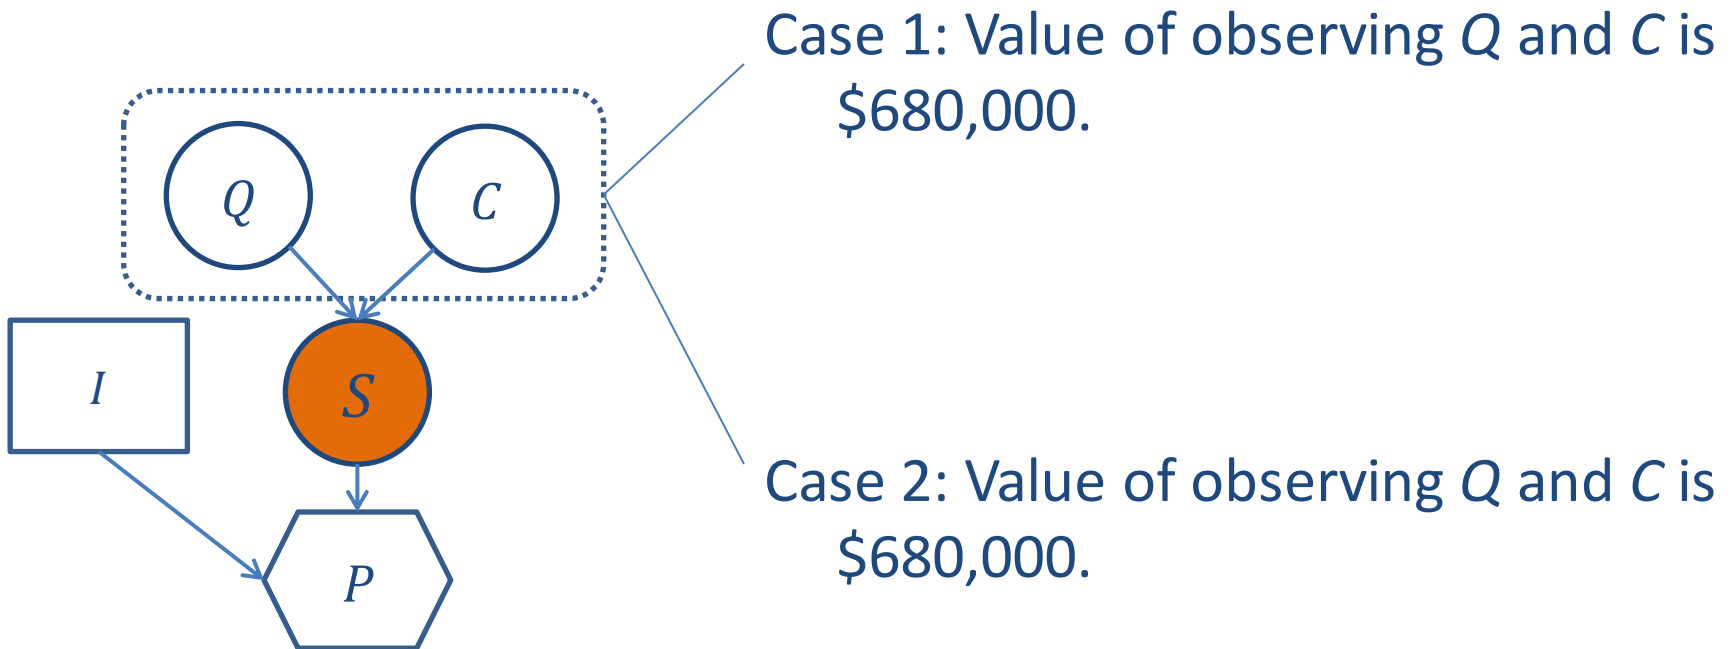 Case 1: Value of observing Q and C is
$680,000.
Q
C
I
S
P
Case 2: Value of observing Q and C is
$680,000.